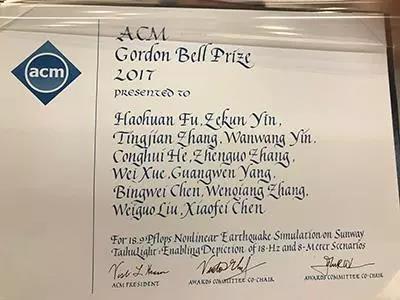 acm
ACM
Gordon Bell Prize
2017
PRESENTED TO
Haohuan Fu, Zekun Yin,
Tingjian Zhang, Wanwang Yin,
Conghui He, Zhenguo Zhang,
Wei Xue, Guangwen Yang,
Bingwei Chen, Wenqiang Zhang,
Weiguo Liu, Xiaofei Chen
For 18.9 Pflops Nonlinear Earthquake Simulation on Sunway
TaihuLight: Enabling Depiction of 18-Hz and 8-Meter Scenarios
ACM PRESIDENT
AWARDS COMMITTEE CO-CHAIR
AWARDS COMMITTEE CO-CHAIR